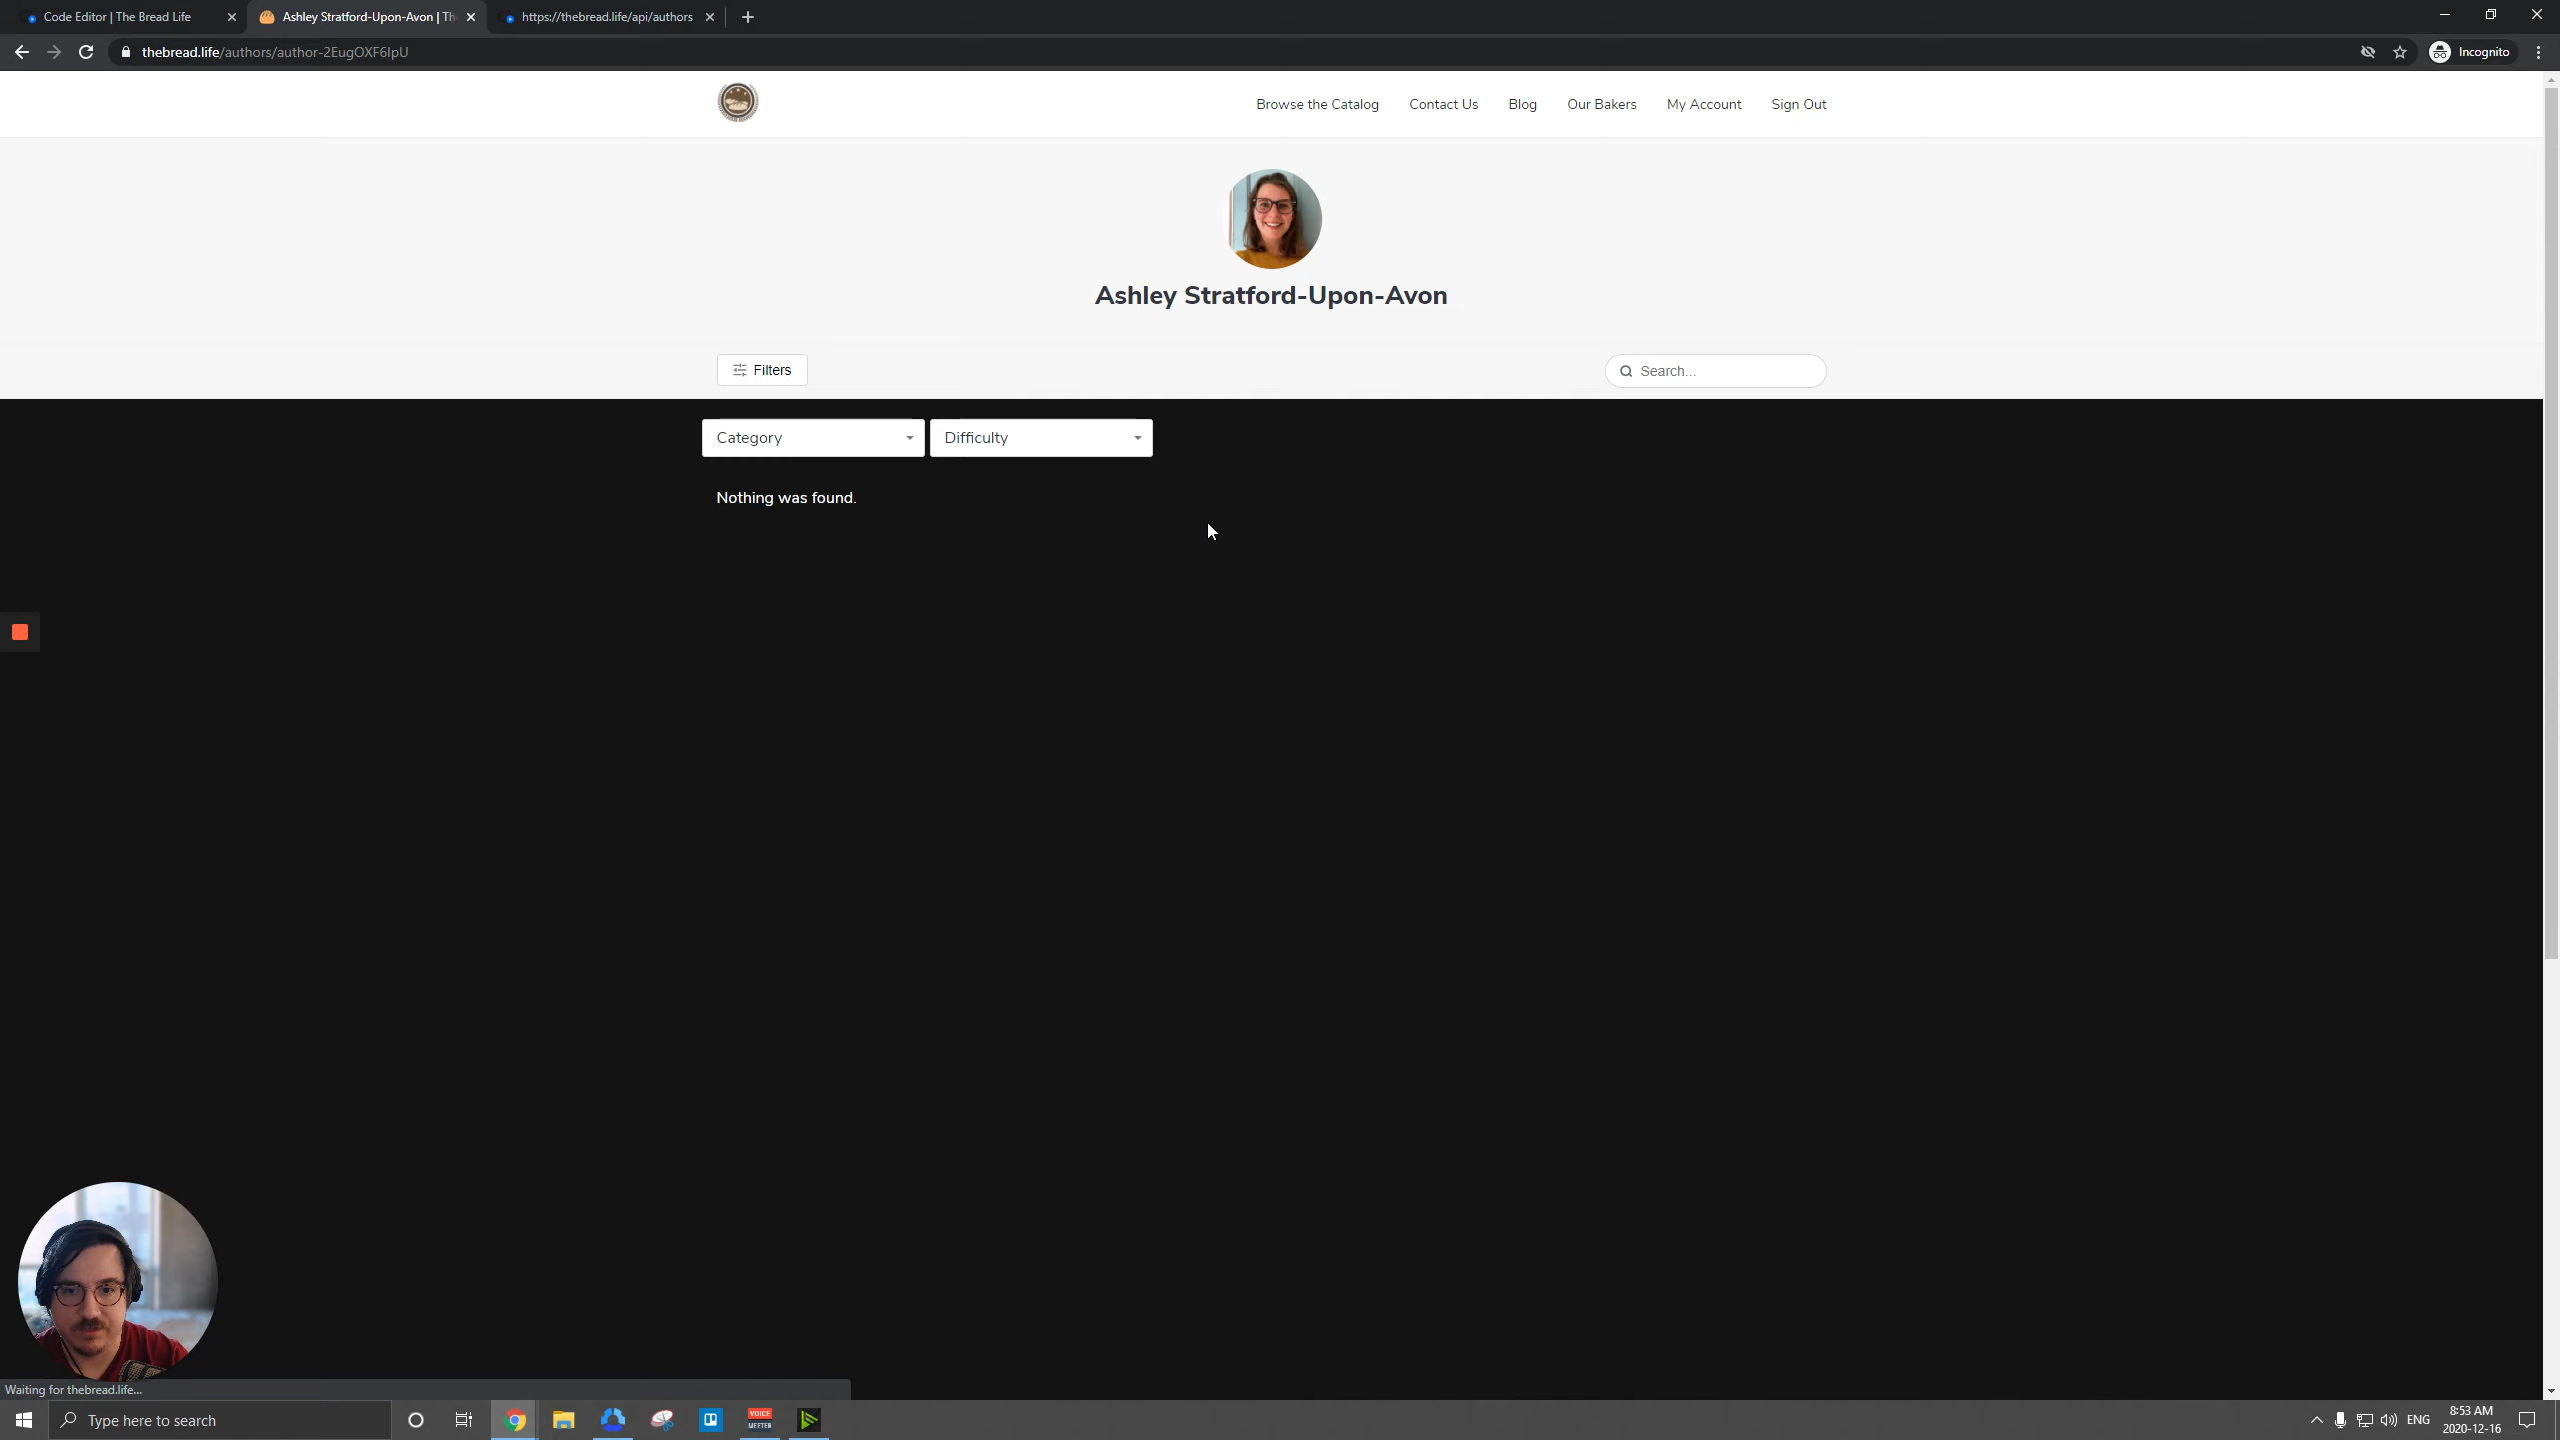 Code Editor | The Bread Life
Ashley Stratford-Upon-Avon | Th
https://thebread.life/api/authors
thebread.life/authors/author-2EugOXF6IpU
Incognito
Browse the Catalog
Contact Us
Blog
Our Bakers
My Account
Sign Out
Ashley Stratford-Upon-Avon
Filters
Search...
Category
Difficulty
Nothing was found.
Waiting for thebread.life...
Type here to search
VOICE
MEETER
ENG
8:53 AM
2020-12-16